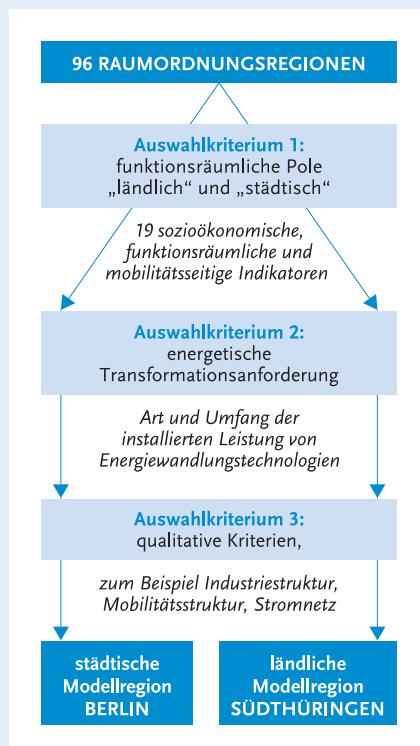 96 RAUMORDNUNGSREGIONEN
Auswahlkriterium 1:
funktionsräumliche Pole
„ländlich“ und „städtisch“
19 sozioökonomische,
funktionsräumliche und
mobilitätsseitige Indikatoren
Auswahlkriterium 2:
energetische
Transformationsanforderung
Art und Umfang der
installierten Leistung von
Energiewandlungstechnologien
Auswahlkriterium 3:
qualitative Kriterien,
zum Beispiel Industriestruktur,
Mobilitätsstruktur, Stromnetz
städtische
Modellregion
BERLIN
ländliche
Modellregion
SÜDTHÜRINGEN